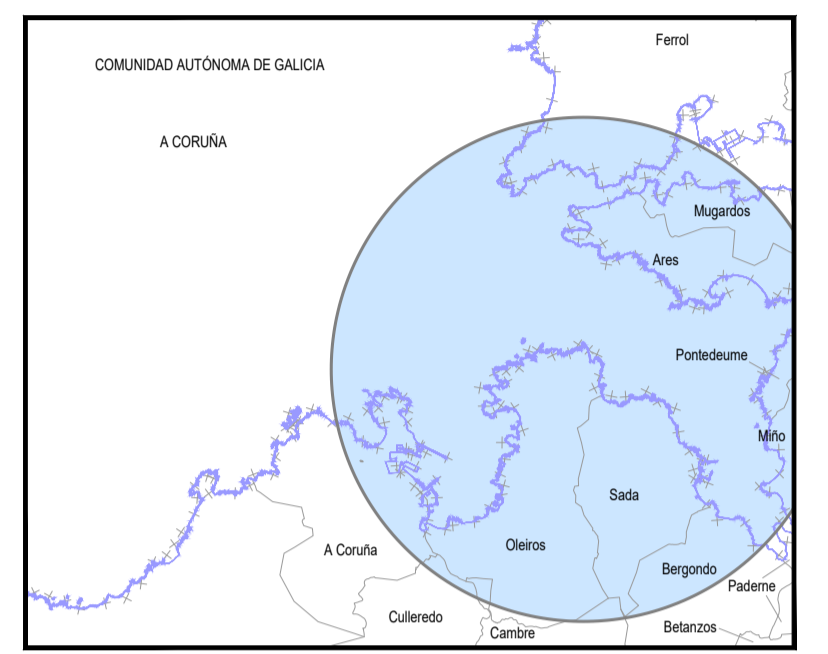 Ferrol
COMUNIDAD AUTÓNOMA DE GALICIA
A CORUÑA
Mugardos
Ares
Pontedeume
Miño
Sada
Oleiros
A Coruña
Bergondo
Paderne
Culleredo
Betanzos
Cambre